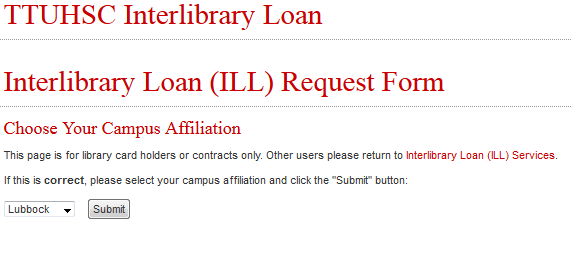 TTUHSC Interlibrary Loan
Interlibrary Loan (ILL) Request Form
Choose Your Campus Affiliation
This page is for library card holders or contracts only. Other users please return to Interlibrary Loan (ILL) Services.
If this is correct, please select your campus affiliation and click the "Submit" button:
Lubbock Submit